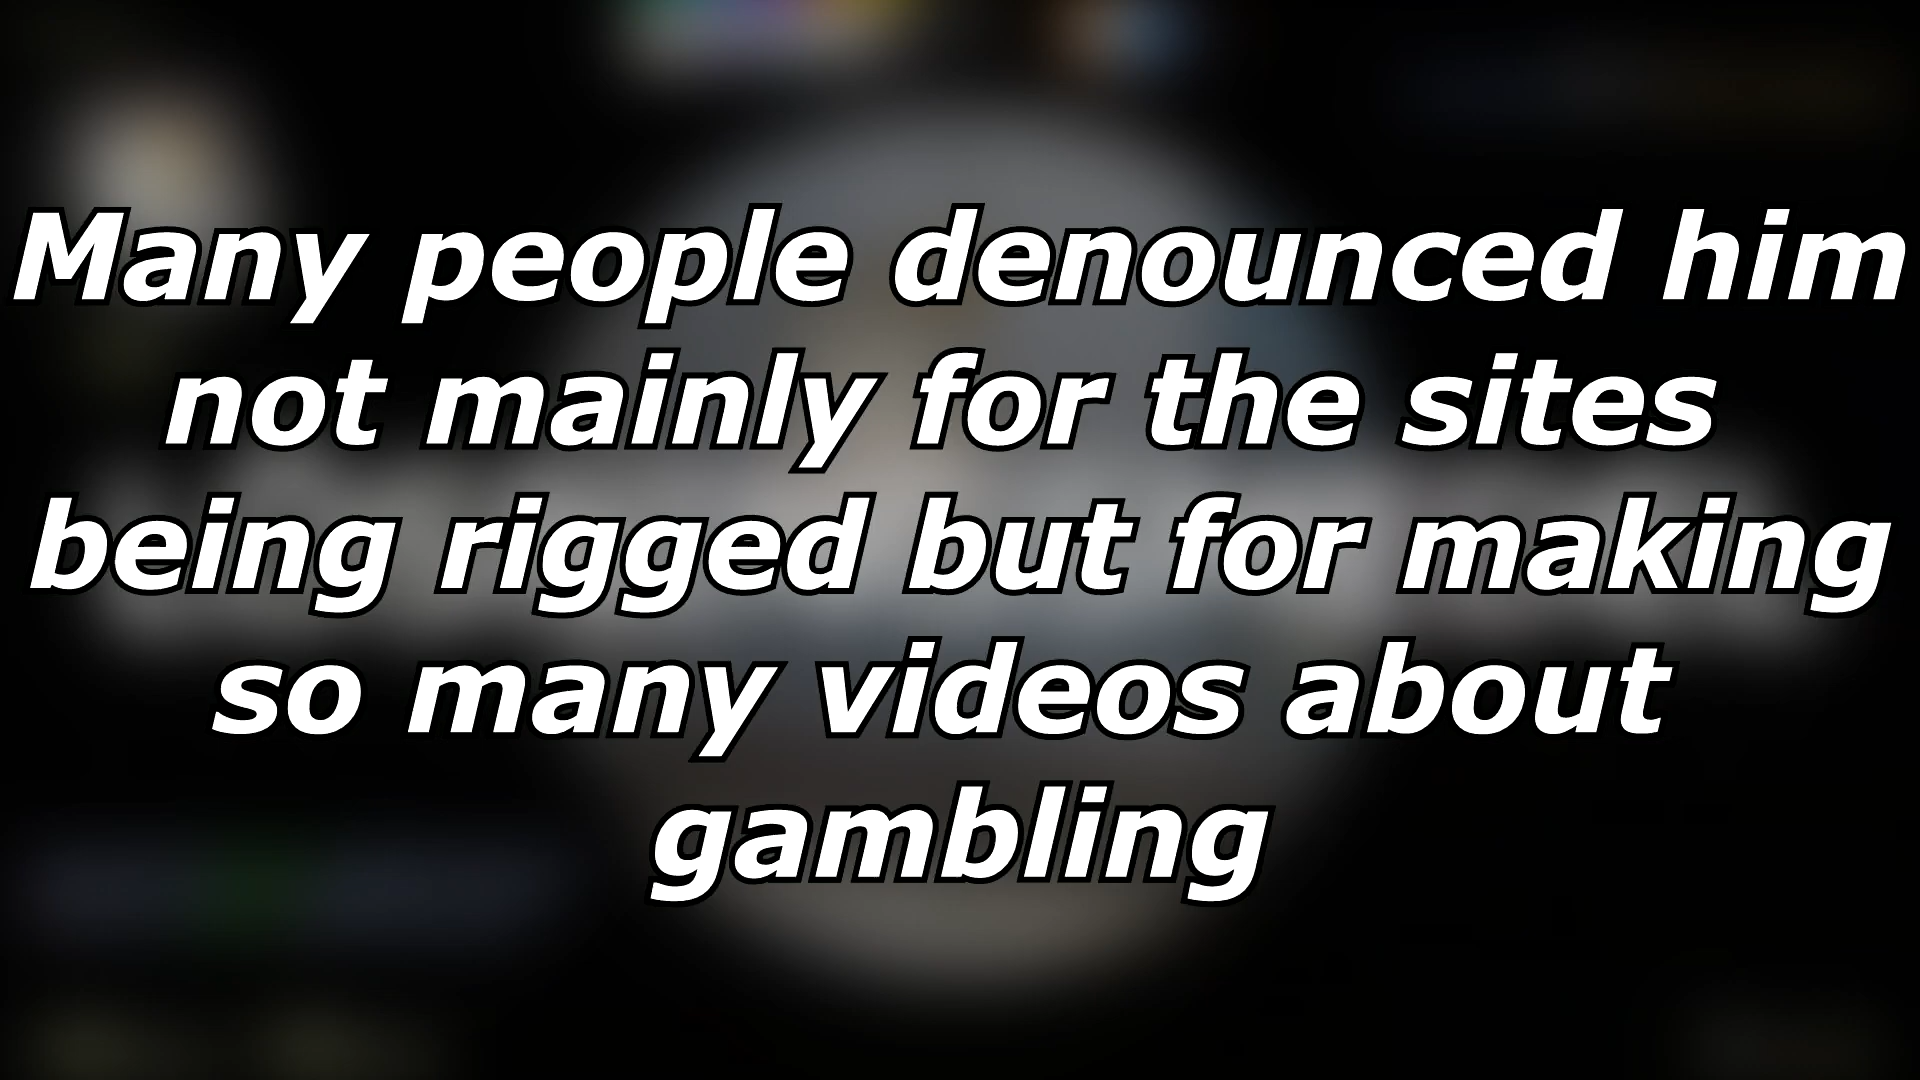 Many people denounced him
not mainly for the sites
being rigged but for making
so many videos about
gambling